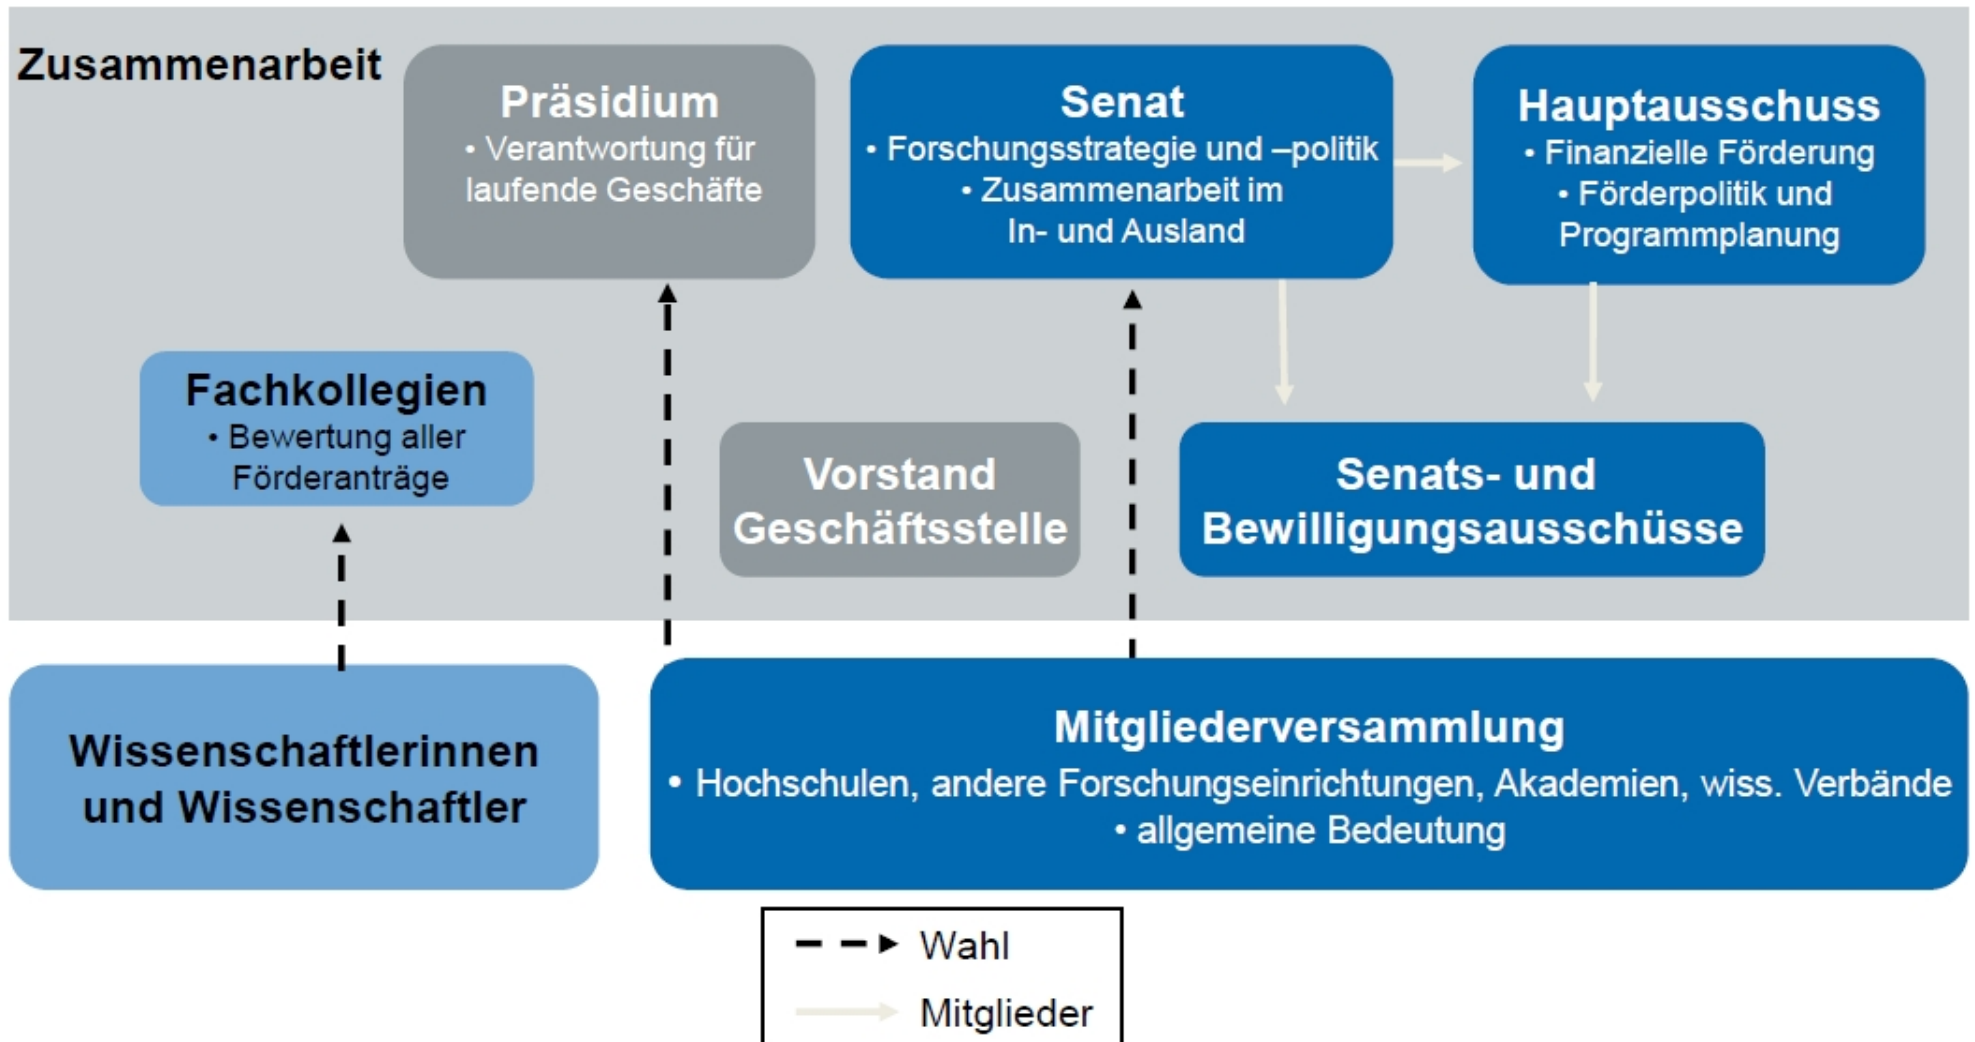 Zusammenarbeit
Präsidium
• Verantwortung für
laufende Geschäfte
Senat
• Forschungsstrategie und –politik
• Zusammenarbeit im
In- und Ausland
Hauptausschuss
• Finanzielle Förderung
• Förderpolitik und
Programmplanung
Fachkollegien
• Bewertung aller
Förderanträge
Vorstand
Geschäftsstelle
Senats- und
Bewilligungsausschüsse
Wissenschaftlerinnen
und Wissenschaftler
Mitgliederversammlung
• Hochschulen, andere Forschungseinrichtungen, Akademien, wiss. Verbände
• allgemeine Bedeutung
Wahl
Mitglieder